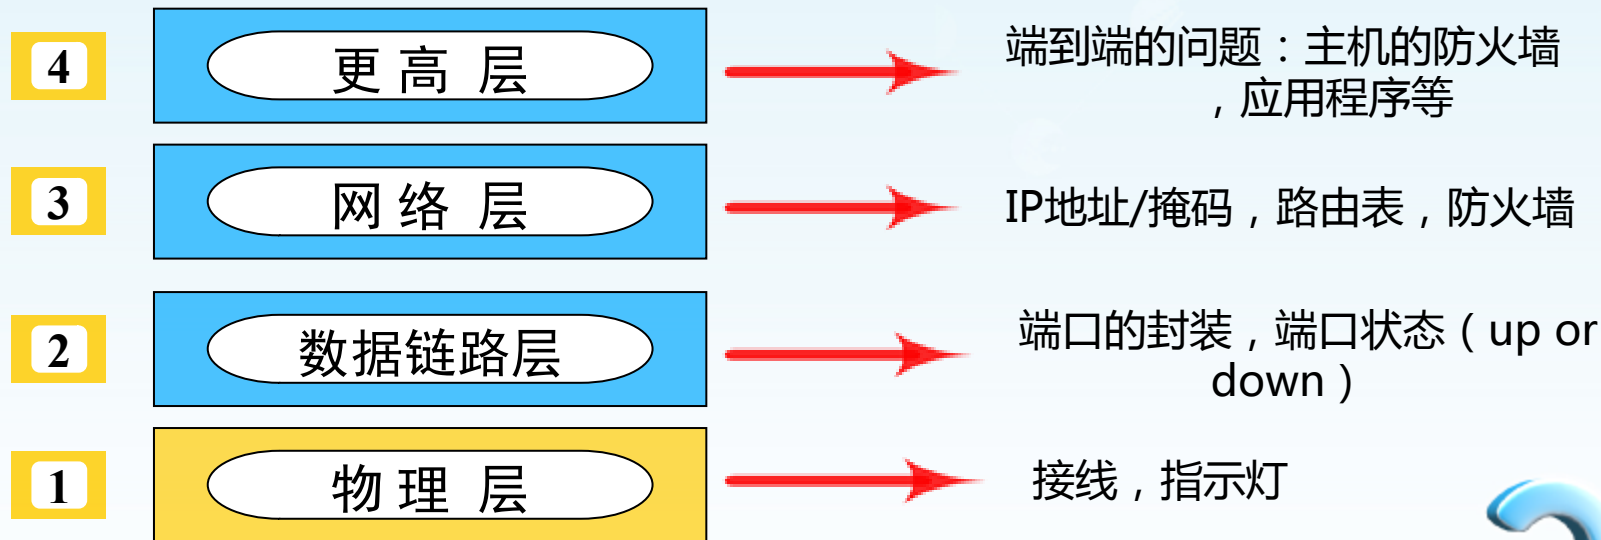 4
更高层
端到端的问题：主机的防火墙
，应用程序等
3
网络层
IP地址/掩码，路由表，防火墙
2
数据链路层
端口的封装，端口状态（up or
down）
1
物理层
接线，指示灯